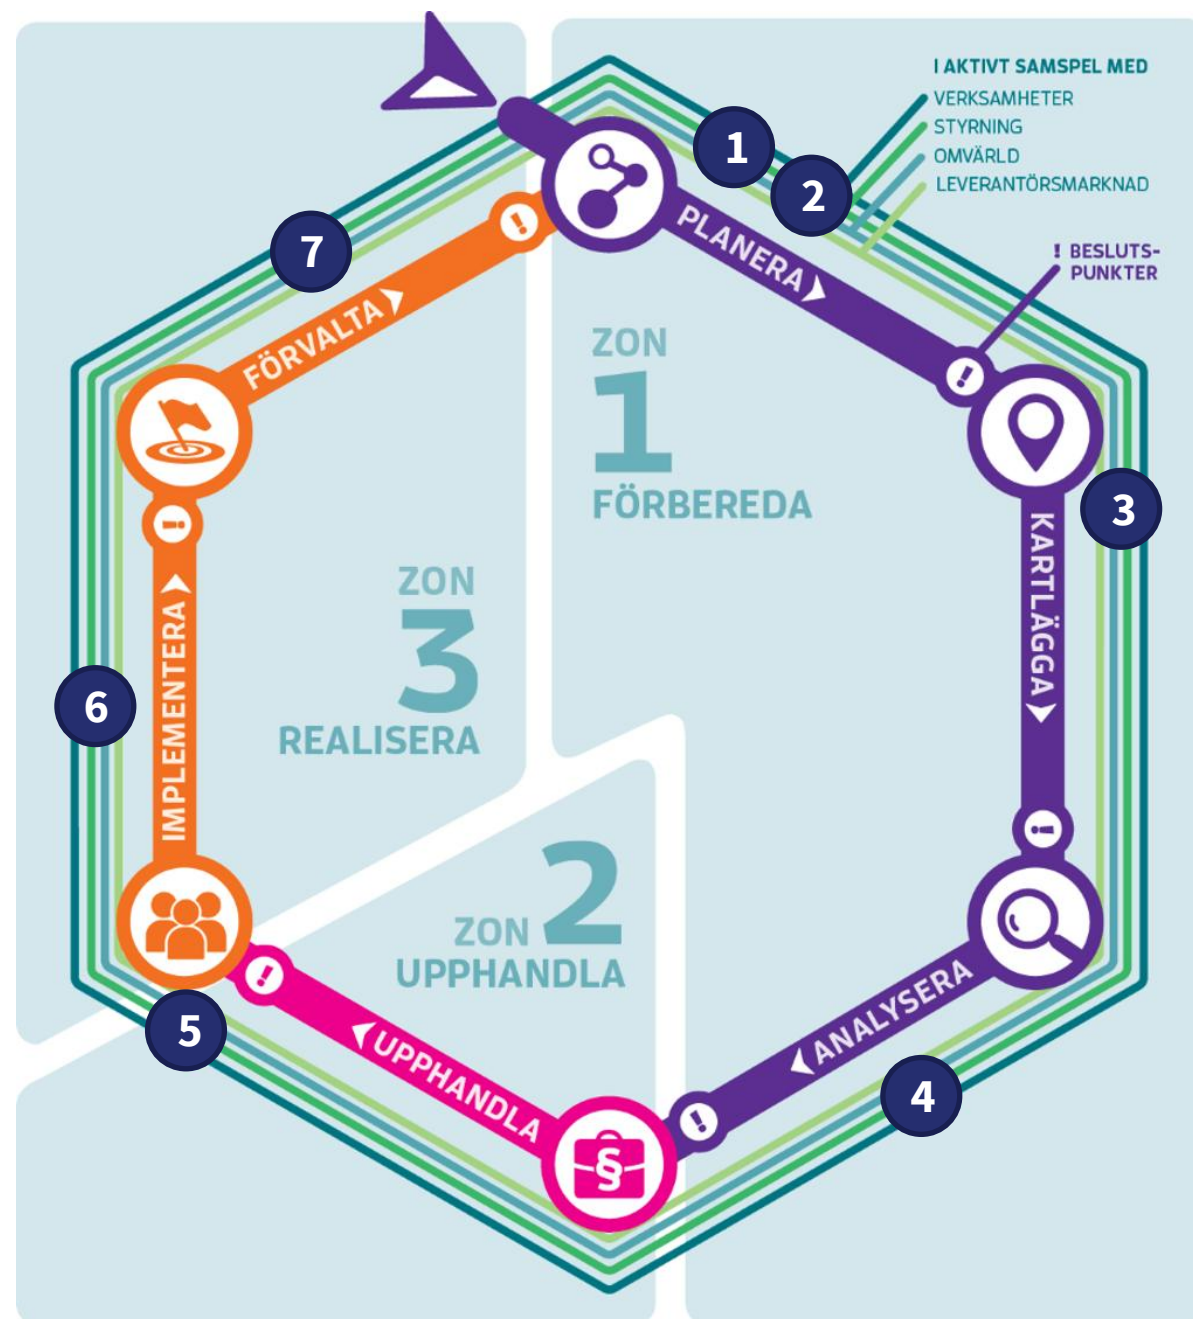 I AKTIVT SAMSPEL MED
VERKSAMHETER
STYRNING
OMVÄRLD
LEVERANTÖRSMARKNAD
! BESLUTS-
PUNKTER
1
2
3
4
5
6
7
!
PLANERA
!
KARTLÄGGA
!
ANALYSERA
!
§
UPPHANDLA
!
IMPLEMENTERA
!
FÖRVALTA
ZON
1
FÖRBEREDA
ZON
3
REALISERA
ZON 2
UPPHANDLA